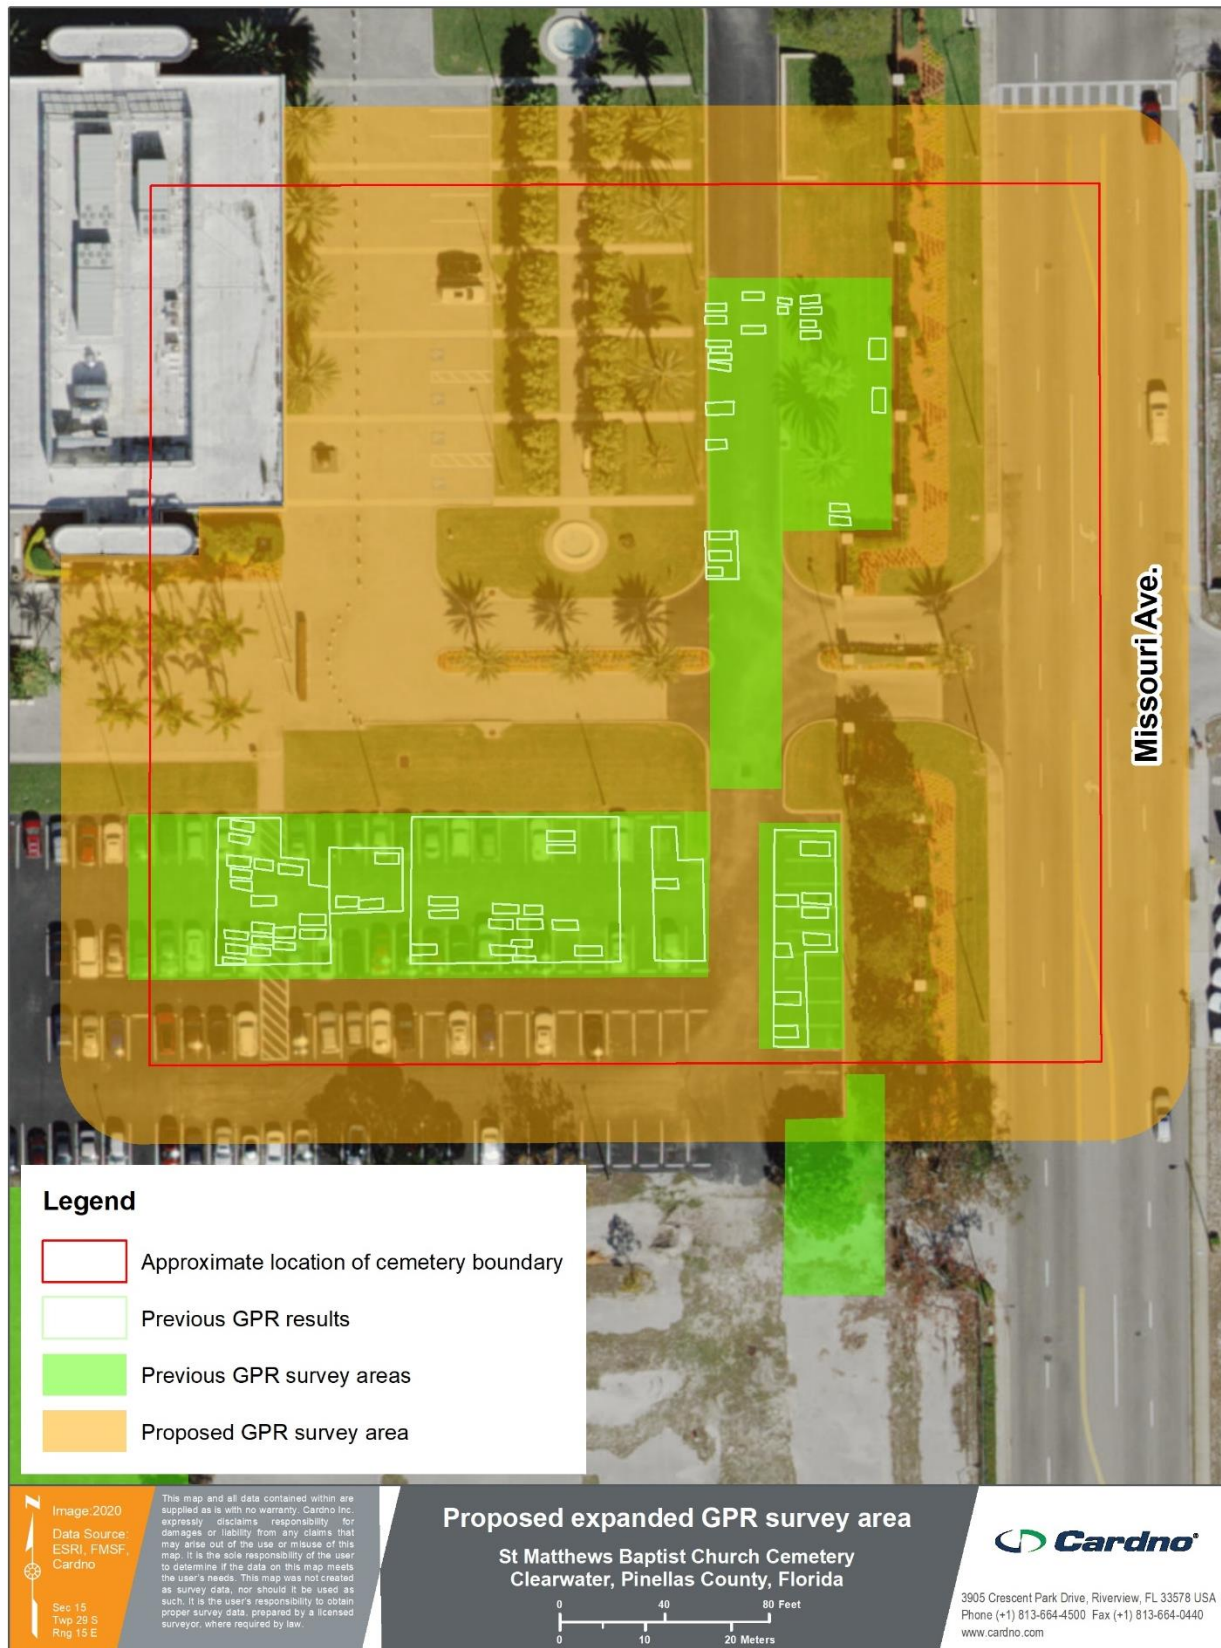 Missouri Ave.
Legend
Approximate location of cemetery boundary
Previous GPR results
Previous GPR survey areas
Proposed GPR survey area
N
Image:2020
Data Source:
ESRI, FMSF,
Cardno
Sec 15
Twp 29 S
Rng 15 E
This map and all data contained within are
supplied as is with no warranty. Cardno Inc.
expressly disclaims responsibility for
damages or liability from any claims that
may arise out of the use or misuse of this
map. It is the sole responsibility of the user
to determine if the data on this map meets
the user's needs. This map was not created
as survey data, nor should it be used as
such. It is the user's responsibility to obtain
proper survey data, prepared by a licensed
surveyor, where required by law.
Proposed expanded GPR survey area
St Matthews Baptist Church Cemetery
Clearwater, Pinellas County, Florida
0 40 80 Feet
0 10 20 Meters
Cardno®
3905 Crescent Park Drive, Riverview, FL 33578 USA
Phone (+1) 813-664-4500 Fax (+1) 813-664-0440
www.cardno.com